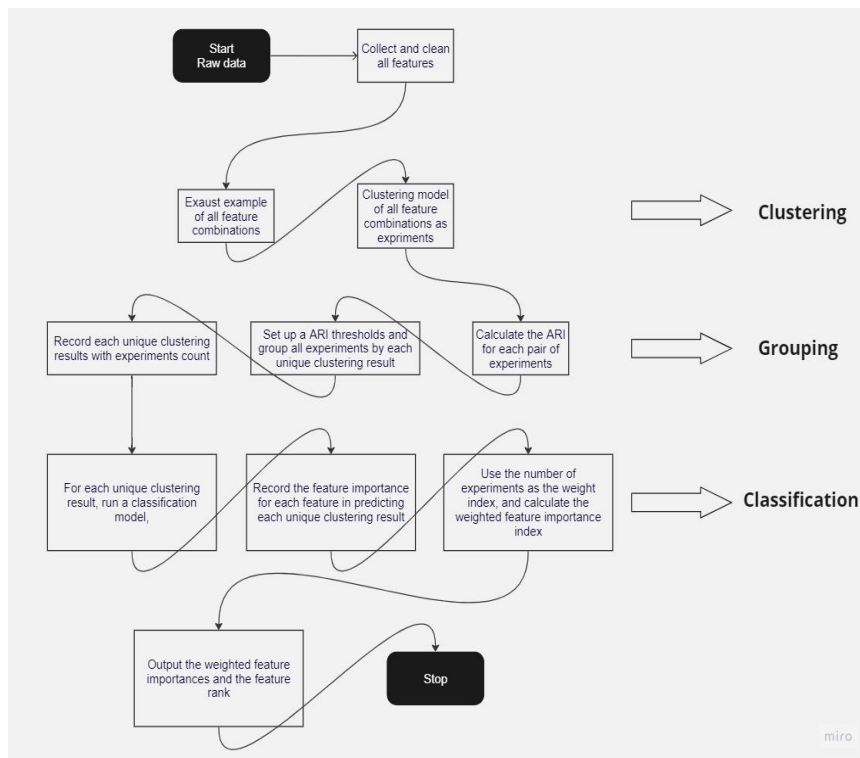 Start
Raw data
Collect and clean
all features
Exaust example
of all feature
combinations
Clustering model
of all feature
combinations as
expriments
Clustering
Record each unique clustering
results with experiments count
Set up a ARI thresholds and
group all experiments by each
unique clustering result
Calculate the ARI
for each pair of
experiments
Grouping
For each unique clustering
result, run a classification
model,
Record the feature importance
for each feature in predicting
each unique clustering result
Use the number of
experiments as the weight
index, and calculate the
weighted feature importance
index
Classification
Output the weighted feature
importances and the feature
rank
Stop
miro